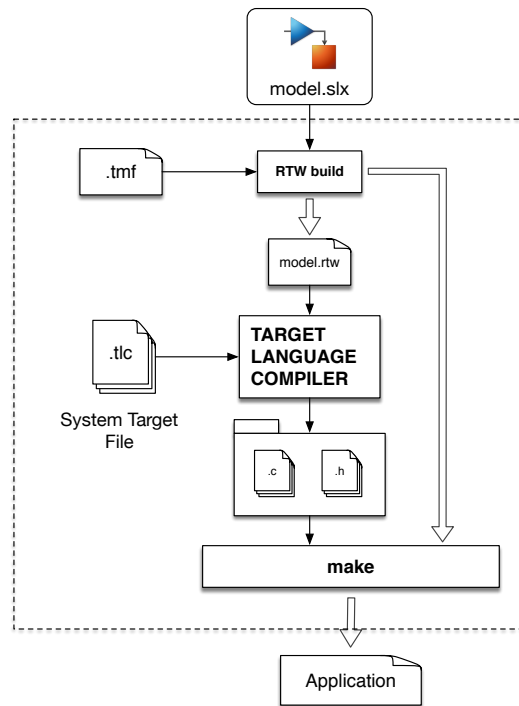 model.slx
.tmf
RTW build
model.rtw
.tlc
TARGET
LANGUAGE
COMPILER
System Target
File
.c
.h
make
Application